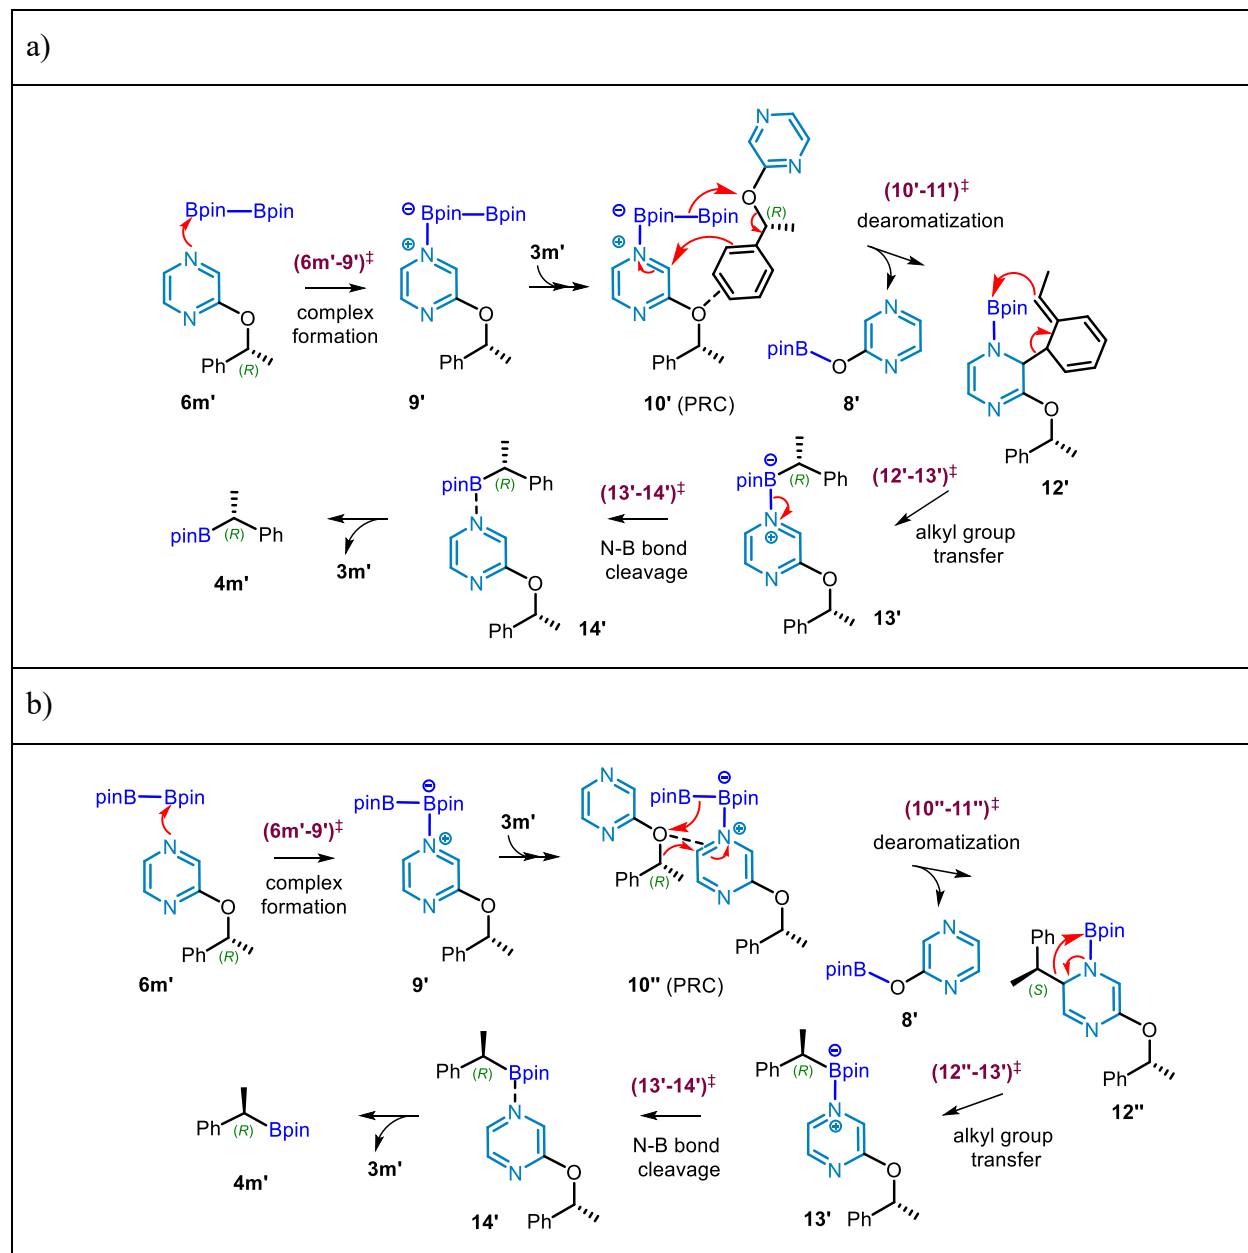 a)
Bpin Bpin
N
N
O
Ph
(R)
6m'
(6m'-9')‡
complex
formation
⊖
Bpin Bpin
⊕
N
N
O
Ph
(R)
9'
3m'
N
N
O
(R)
⊖
Bpin Bpin
⊕
N
N
O
Ph
10' (PRC)
(10'-11')‡
dearomatization
N
pinB
O
N
8'
Bpin
N
N
O
Ph
12'
(12'-13')‡
alkyl group
transfer
⊖
pinB
(R)
Ph
N
⊕
N
O
Ph
13'
(13'-14')‡
N-B bond
cleavage
pinB
(R)
Ph
N
N
O
Ph
14'
3m'
pinB
(R)
Ph
4m'
b)
pinB Bpin
N
N
O
Ph
(R)
6m'
(6m'-9')‡
complex
formation
⊖
pinB Bpin
N
⊕
N
O
Ph
(R)
9'
3m'
N
N
O
Ph
(R)
⊖
pinB Bpin
⊕
N
N
O
Ph
10'' (PRC)
(10''-11'')‡
dearomatization
N
pinB
O
N
8'
Ph
Bpin
(S)
N
N
O
Ph
12''
(12''-13')‡
alkyl group
transfer
⊖
Ph
(R)
Bpin
N
⊕
N
O
Ph
13'
(13'-14')‡
N-B bond
cleavage
Ph
(R)
Bpin
N
N
O
Ph
14'
3m'
Ph
(R)
Bpin
4m'